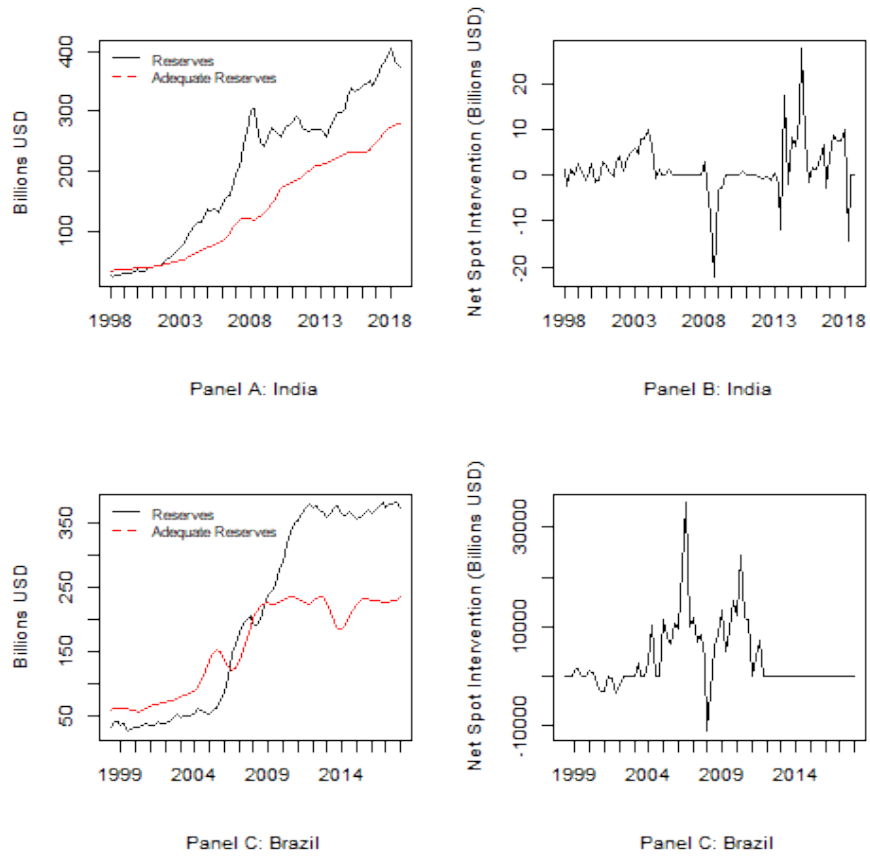 Reserves
Adequate Reserves
Billions USD
100 200 300 400
1998 2003 2008 2013 2018
Panel A: India
Net Spot Intervention (Billions USD)
-20 -10 0 10 20
1998 2003 2008 2013 2018
Panel B: India
Reserves
Adequate Reserves
Billions USD
50 150 250 350
1999 2004 2009 2014
Panel C: Brazil
Net Spot Intervention (Billions USD)
-10000 10000 30000
1999 2004 2009 2014
Panel C: Brazil